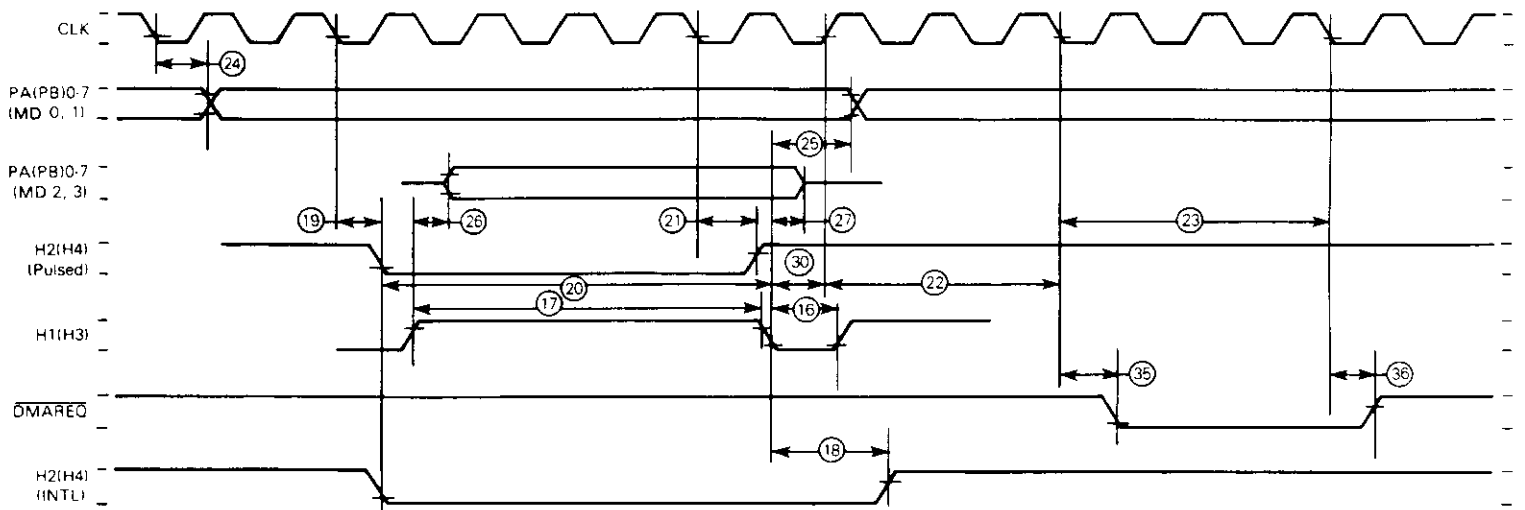 CLK
24
PA(PB)0-7
(MD 0, 1)
25
PA(PB)0-7
(MD 2, 3)
19
26
21
27
23
H2(H4)
(Pulsed)
30
20
22
17
16
H1(H3)
35
36
DMAREQ
18
H2(H4)
(INTL)